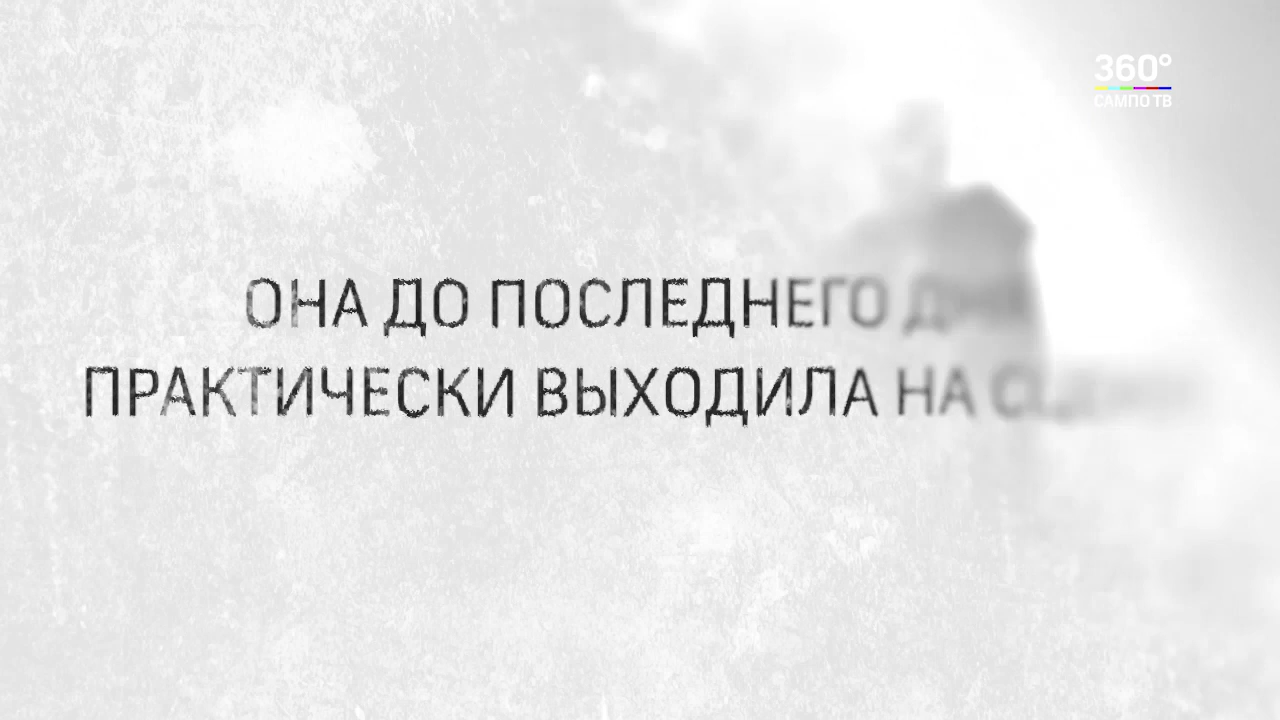 360°
САМПО ТВ
ОНА ДО ПОСЛЕДНЕГО
ПРАКТИЧЕСКИ ВЫХОДИЛА НА